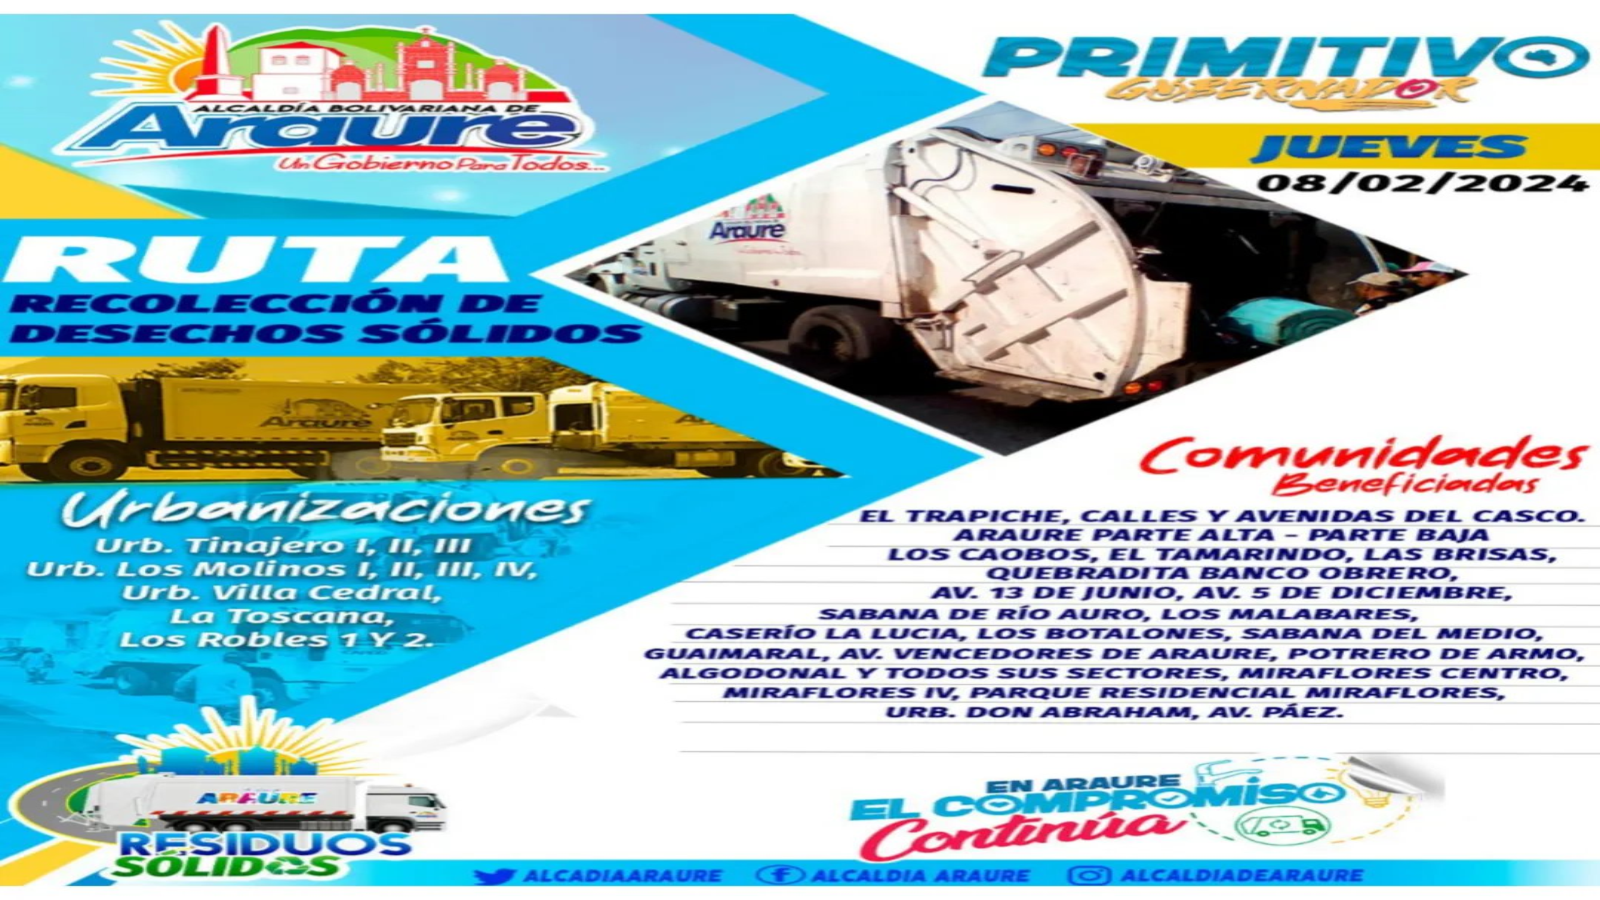 ALCALDÍA BOLIVARIANA DE
Araure
Un Gobierno Para Todos...
PRIMITIVO
GOBERNADOR
JUEVES
08/02/2024
RUTA
RECOLECCIÓN DE
DESECHOS SÓLIDOS
Araure
Araure
Urbanizaciones
Urb. Tinajero I, II, III
Urb. Los Molinos I, II, III, IV,
Urb. Villa Cedral,
La Toscana,
Los Robles 1 Y 2.
Comunidades
Beneficiadas
EL TRAPICHE, CALLES Y AVENIDAS DEL CASCO.
ARAURE PARTE ALTA - PARTE BAJA
LOS CAOBOS, EL TAMARINDO, LAS BRISAS,
QUEBRADITA BANCO OBRERO,
AV. 13 DE JUNIO, AV. 5 DE DICIEMBRE,
SABANA DE RÍO AURO, LOS MALABARES,
CASERÍO LA LUCIA, LOS BOTALONES, SABANA DEL MEDIO,
GUAIMARAL, AV. VENCEDORES DE ARAURE, POTRERO DE ARMO,
ALGODONAL Y TODOS SUS SECTORES, MIRAFLORES CENTRO,
MIRAFLORES IV, PARQUE RESIDENCIAL MIRAFLORES,
URB. DON ABRAHAM, AV. PÁEZ.
ARAURE
RESIDUOS
SÓLIDOS
EN ARAURE
EL COMPROMISO
Continúa
ALCADIAARAURE
ALCALDIA ARAURE
ALCALDIADEARAURE